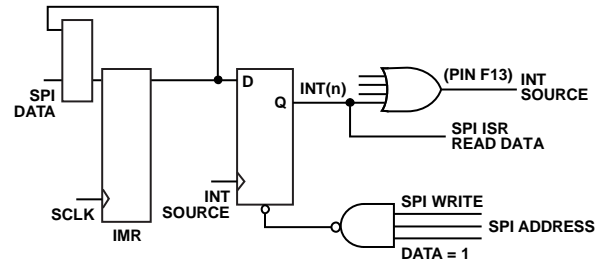 SPI
DATA
SCLK
IMR
D
Q
INT
SOURCE
INT(n)
(PIN F13)
INT
SOURCE
SPI ISR
READ DATA
SPI WRITE
SPI ADDRESS
DATA = 1